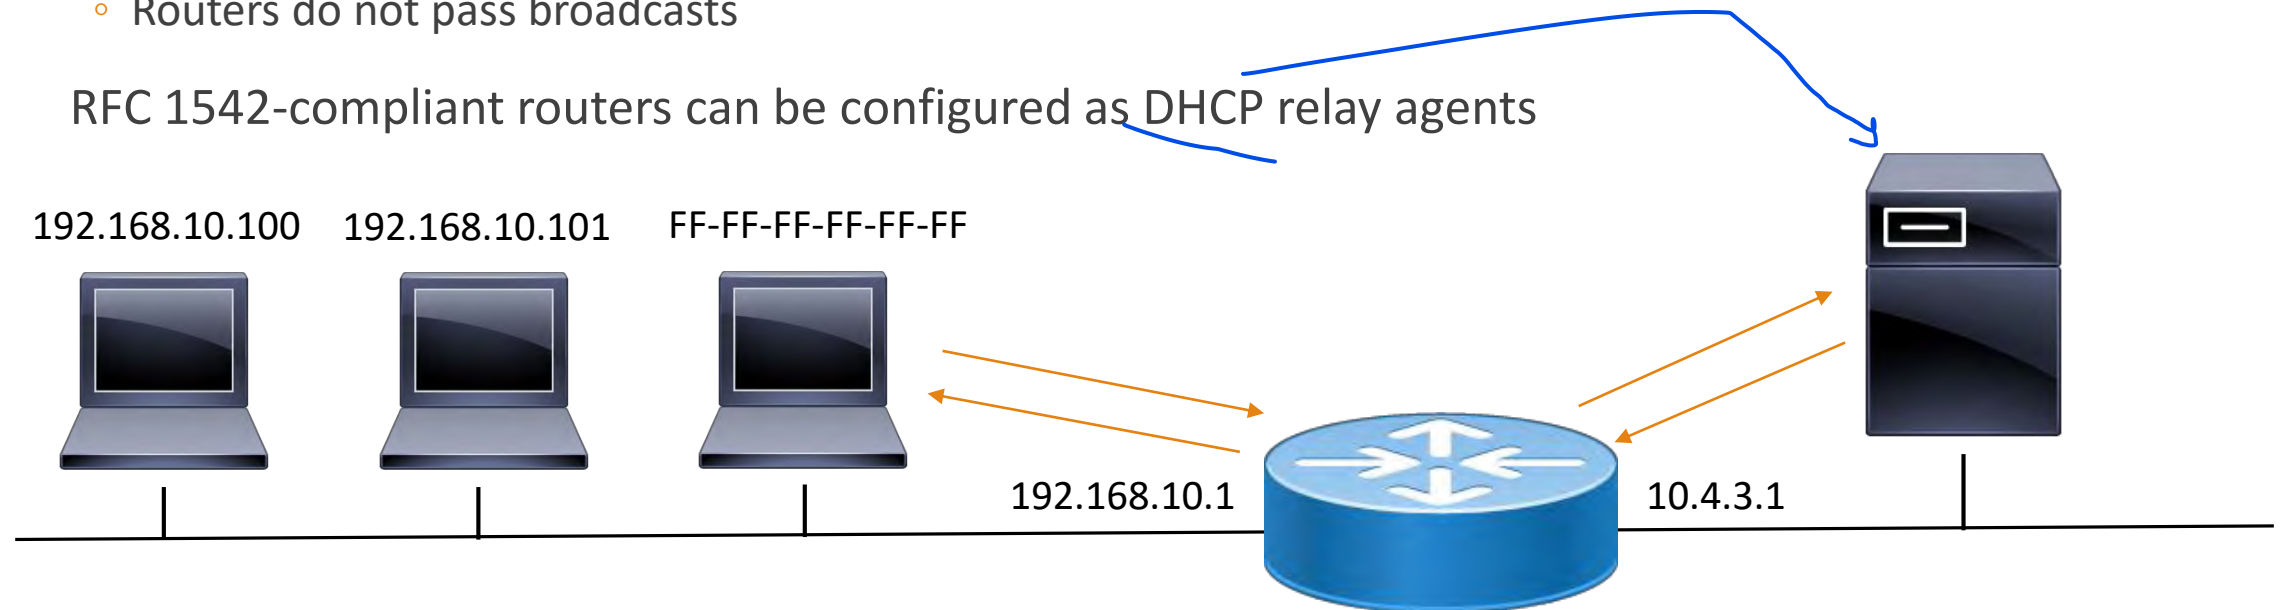 Routers do not pass broadcasts
RFC 1542-compliant routers can be configured as DHCP relay agents
192.168.10.100 192.168.10.101 FF-FF-FF-FF-FF-FF
192.168.10.1 10.4.3.1